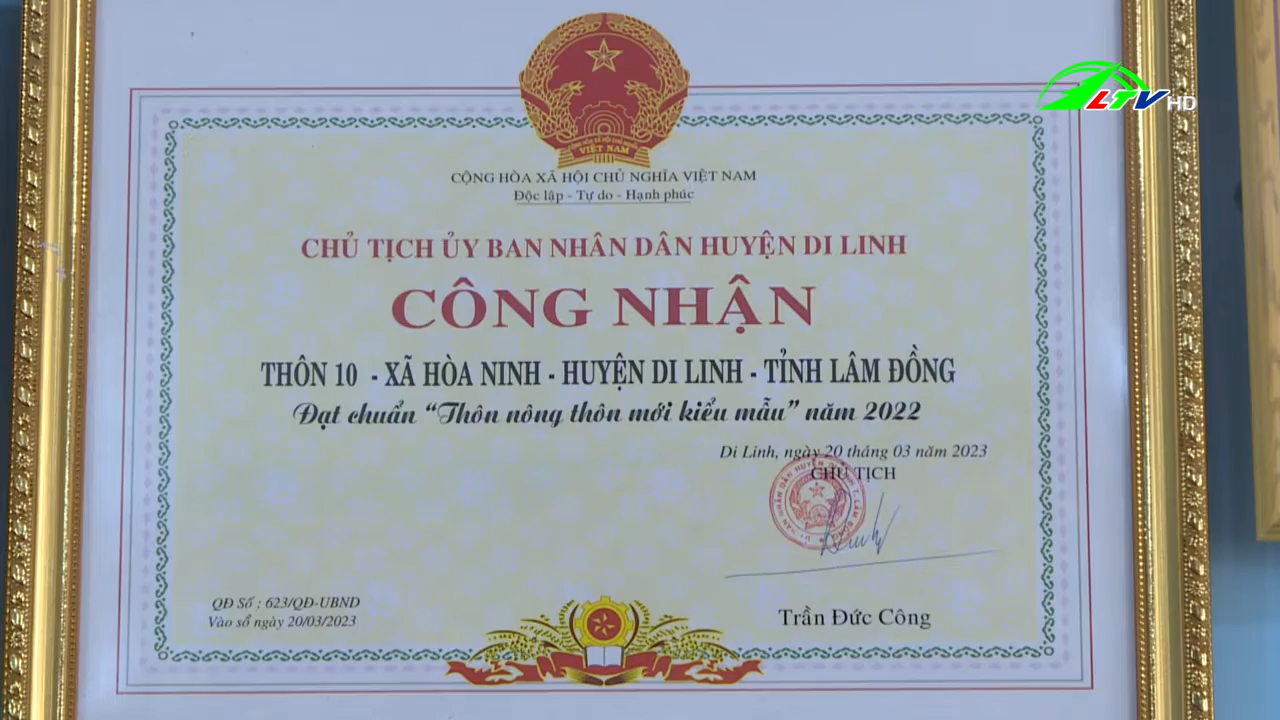 LTV HD
VIỆT NAM
CỘNG HÒA XÃ HỘI CHỦ NGHĨA VIỆT NAM
Độc lập - Tự do - Hạnh phúc
CHỦ TỊCH ỦY BAN NHÂN DÂN HUYỆN DI LINH
CÔNG NHẬN
THÔN 10 - XÃ HÒA NINH - HUYỆN DI LINH - TỈNH LÂM ĐỒNG
Đạt chuẩn “Thôn nông thôn mới kiểu mẫu” năm 2022
Di Linh, ngày 20 tháng 03 năm 2023
CHỦ TỊCH
QĐ Số : 623/QĐ-UBND
Vào sổ ngày 20/03/2023
Trần Đức Công